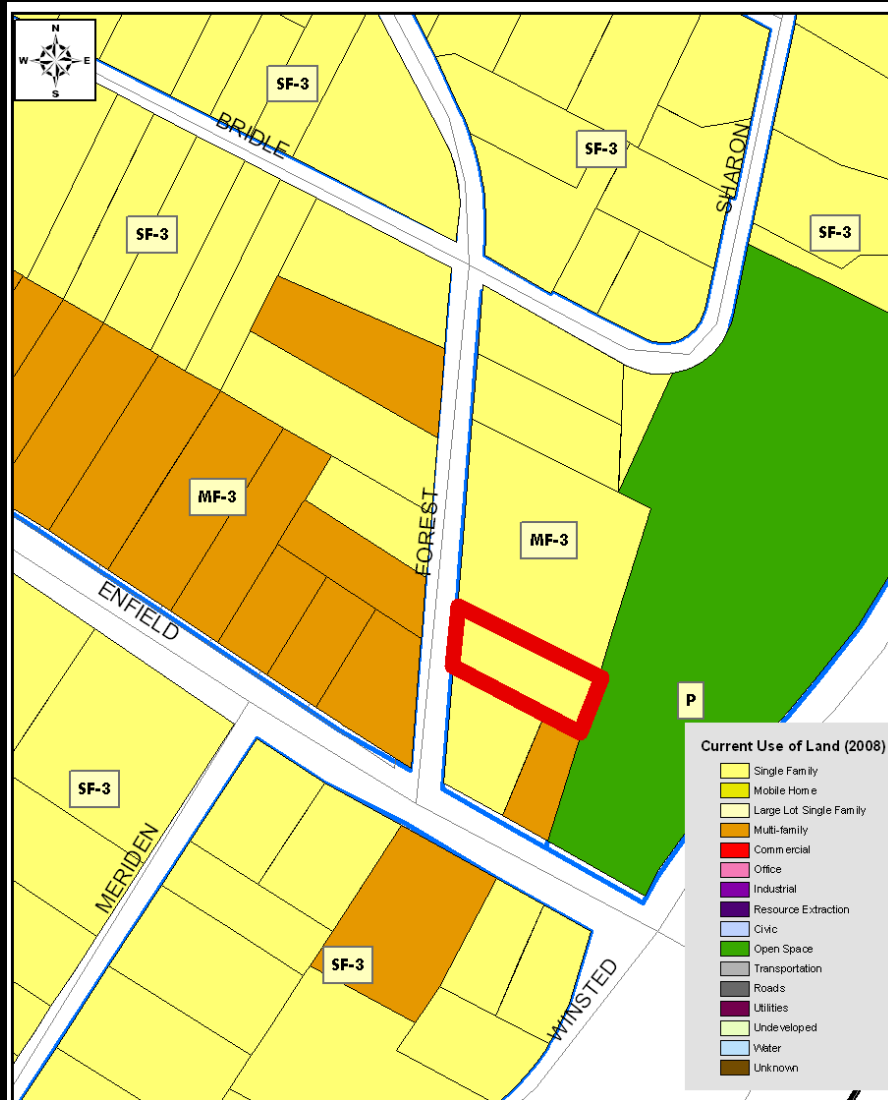 N
W E
S
SF-3
BRIDLE
SF-3
SHARON
SF-3
SF-3
MF-3
FOREST
MF-3
ENFIELD
P
SF-3
MERIDEN
SF-3
WINSTED
Current Use of Land (2008)
Single Family
Mobile Home
Large Lot Single Family
Multi-family
Commercial
Office
Industrial
Resource Extraction
Civic
Open Space
Transportation
Roads
Utilities
Undeveloped
Water
Unknown